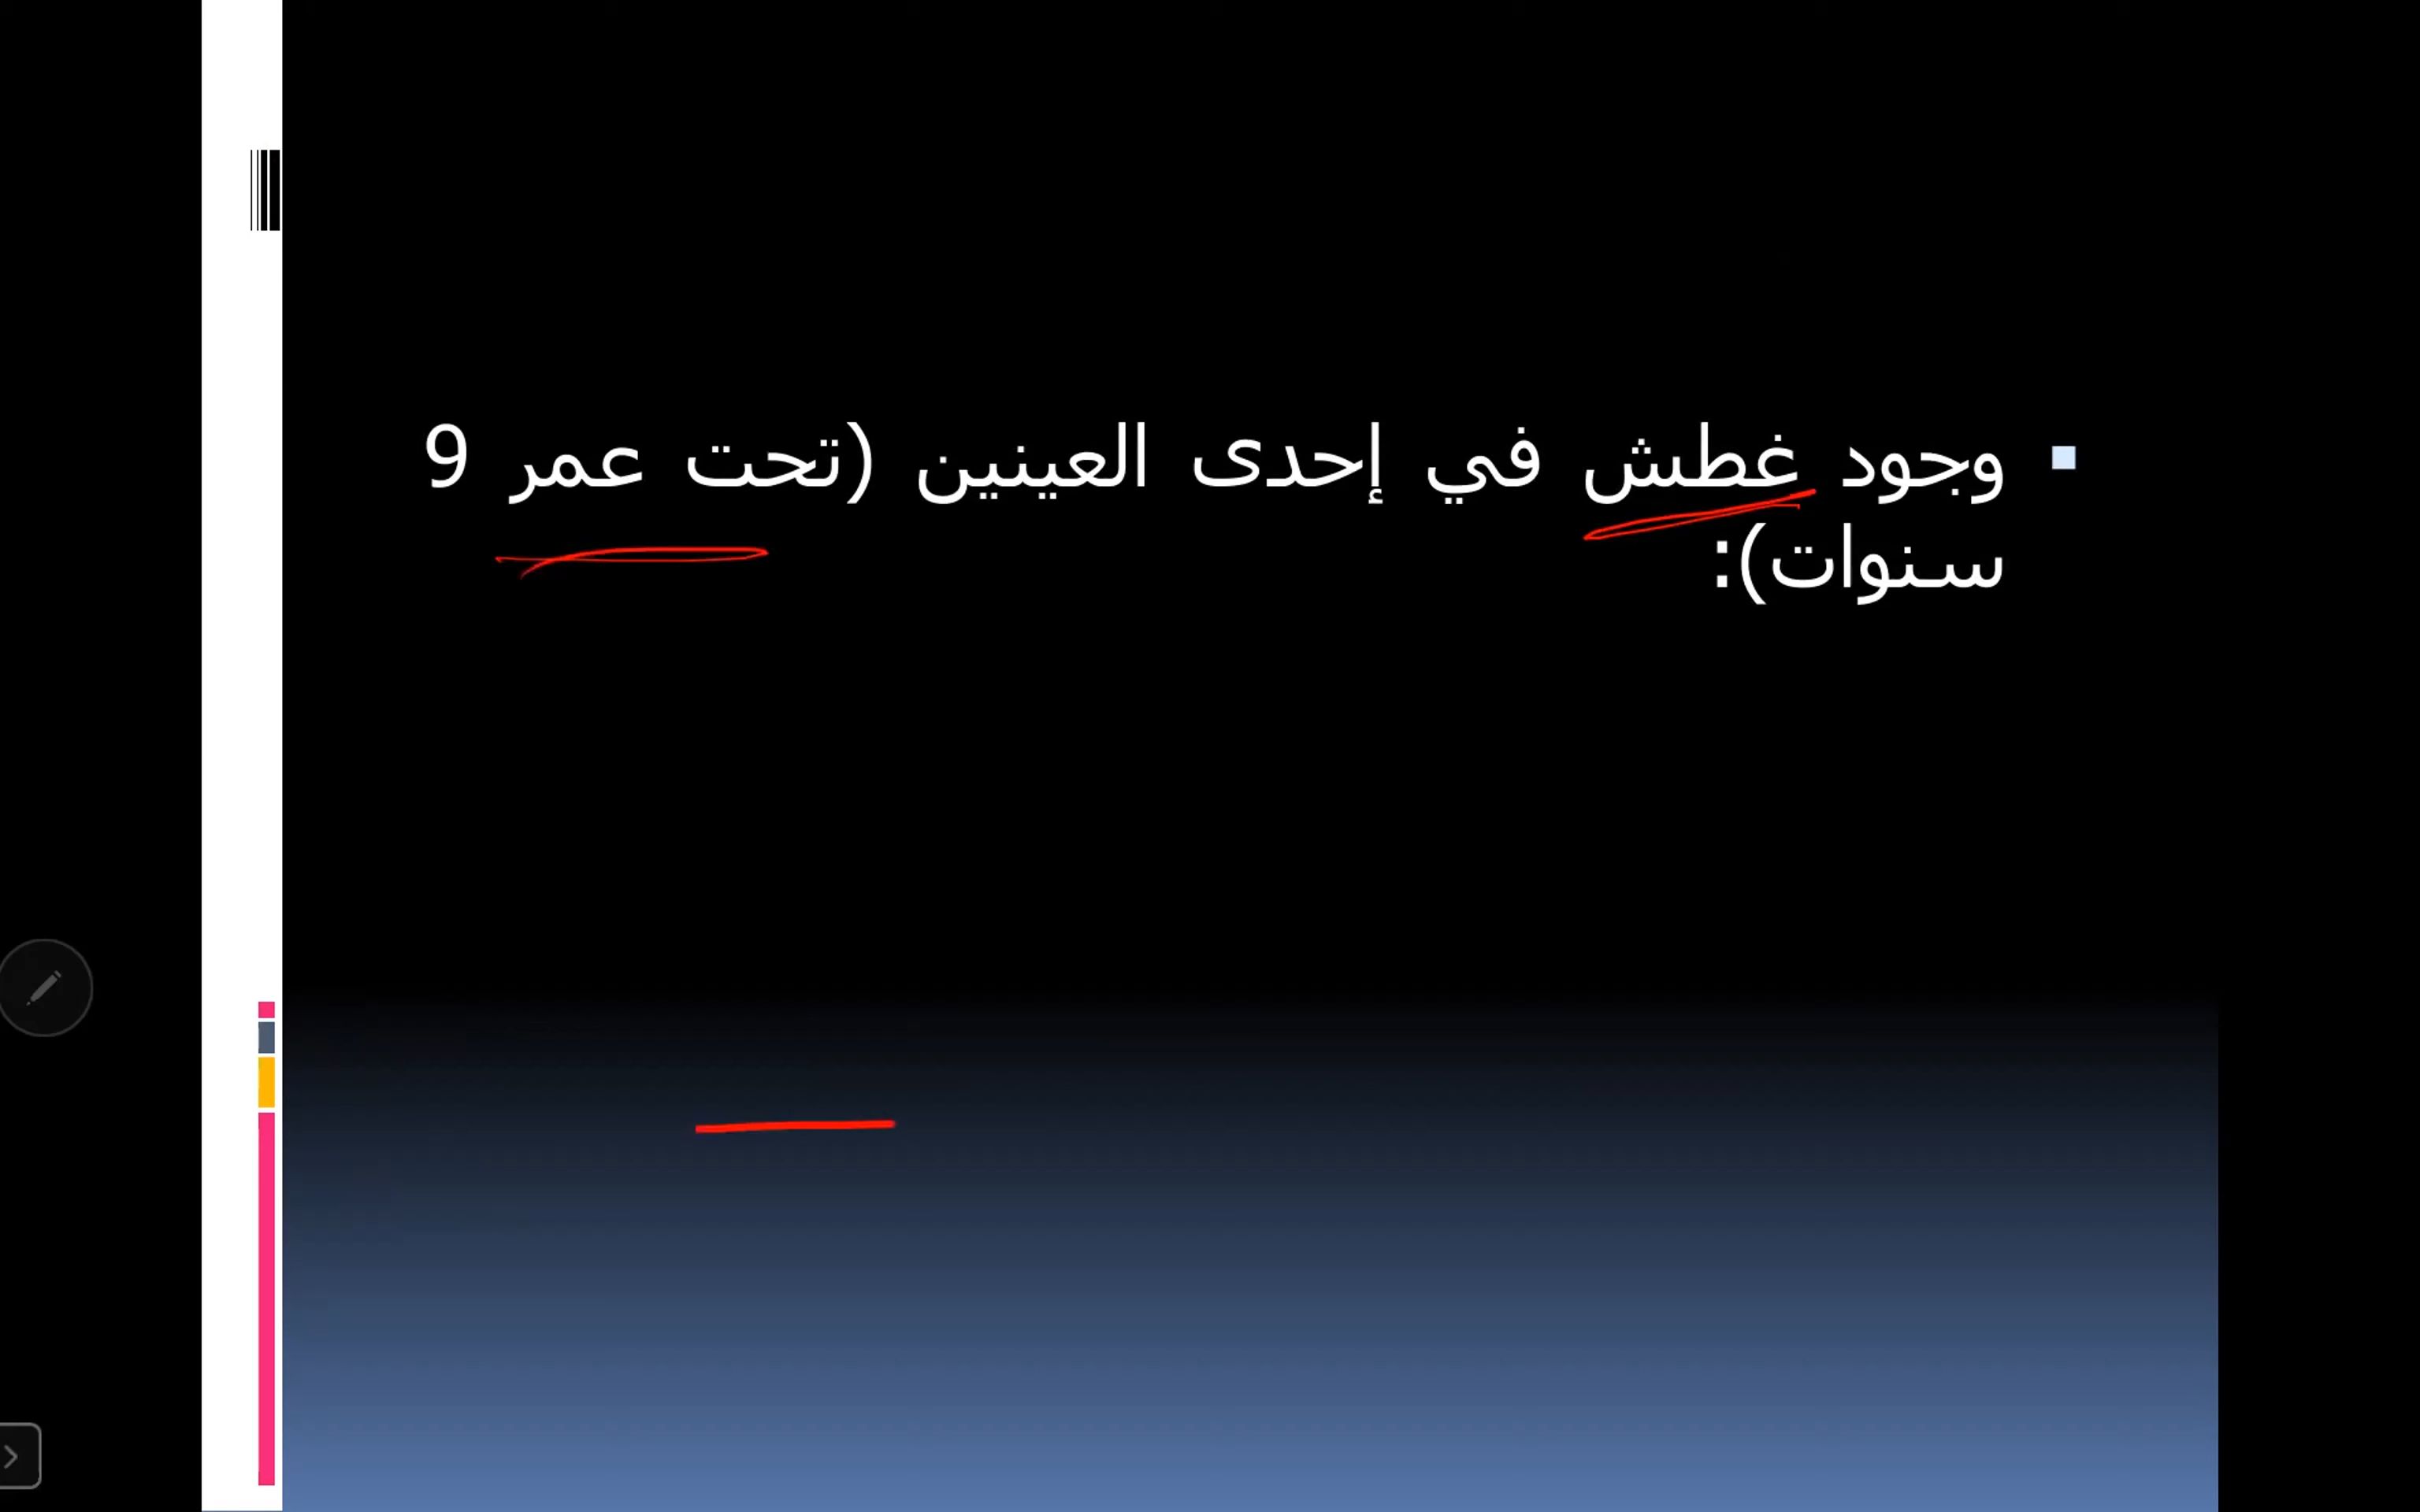 ▪ وجود غطش في إحدى العينين (تحت عمر 9
سنوات):